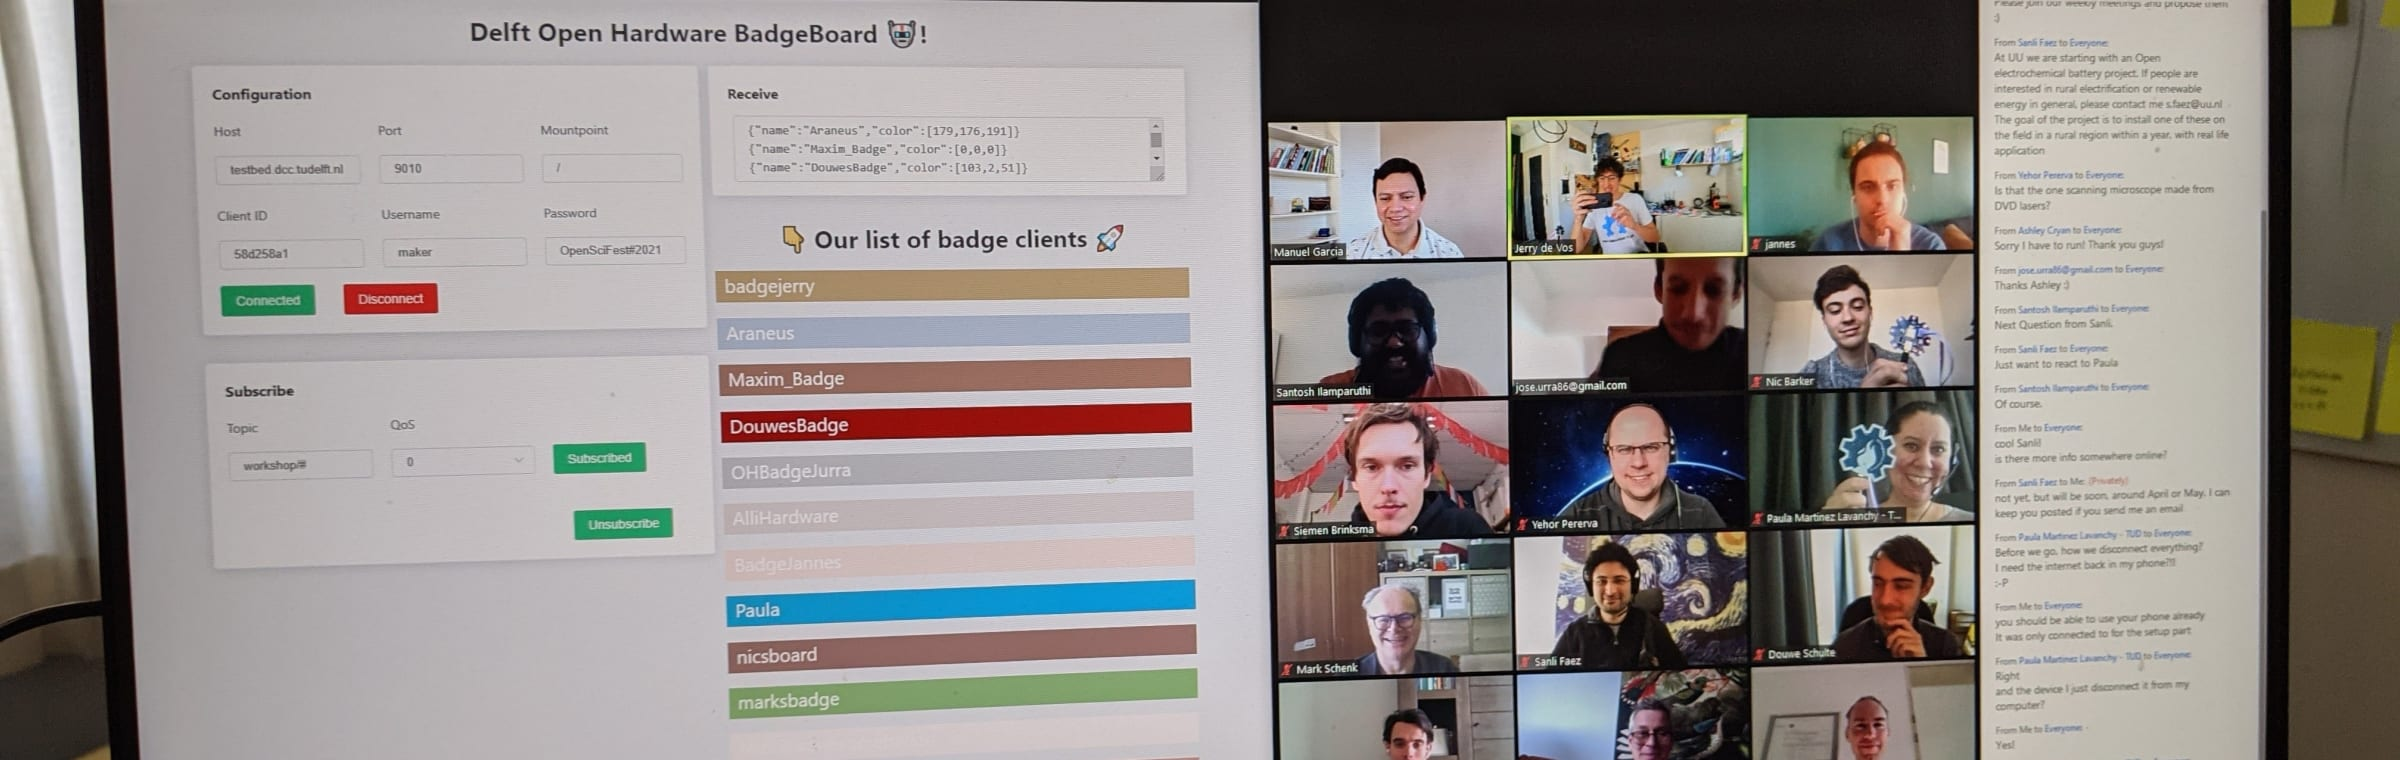 Delft Open Hardware BadgeBoard !
Configuration
Host
Port
Mountpoint
testbed.dcc.tudelft.nl
9010
/
Client ID
Username
Password
58d258a1
maker
OpenSciFest#2021
Connected
Disconnect
Subscribe
Topic
QoS
workshop/#
0
Subscribed
Unsubscribe
Receive
{"name":"Araneus","color":[179,176,191]}
{"name":"Maxim_Badge","color":[0,0,0]}
{"name":"DouwesBadge","color":[103,2,51]}
Our list of badge clients
badgejerry
Araneus
Maxim_Badge
DouwesBadge
OHBadgeJurra
AlliHardware
BadgeJannes
Paula
nicsboard
marksbadge
Manuel Garcia
Jerry de Vos
jannes
Santosh Ilamparuthi
jose.urra86@gmail.com
Nic Barker
Siemen Brinksma
Yehor Pererva
Paula Martinez Lavanchy - T...
Mark Schenk
Sanli Faez
Douwe Schulte
Please join our weekly meetings and propose them
:)
From Sanli Faez to Everyone:
At UU we are starting with an Open
electrochemical battery project. If people are
interested in rural electrification or renewable
energy in general, please contact me s.faez@uu.nl
The goal of the project is to install one of these on
the field in a rural region within a year, with real life
application
From Yehor Pererva to Everyone:
Is that the one scanning microscope made from
DVD lasers?
From Ashley Cryan to Everyone:
Sorry I have to run! Thank you guys!
From jose.urra86@gmail.com to Everyone:
Thanks Ashley :)
From Santosh Ilamparuthi to Everyone:
Next Question from Sanli.
From Sanli Faez to Everyone:
Just want to react to Paula
From Santosh Ilamparuthi to Everyone:
Of course.
From Me to Everyone:
cool Sanli!
is there more info somewhere online?
From Sanli Faez to Me: (Privately)
not yet, but will be soon, around April or May. I can
keep you posted if you send me an email
From Paula Martinez Lavanchy - TUD to Everyone:
Before we go, how we disconnect everything?
I need the internet back in my phone!!!
:-P
From Me to Everyone:
you should be able to use your phone already
It was only connected to for the setup part
From Paula Martinez Lavanchy - TUD to Everyone:
Right
and the device I just disconnect it from my
computer?
From Me to Everyone:
Yes!